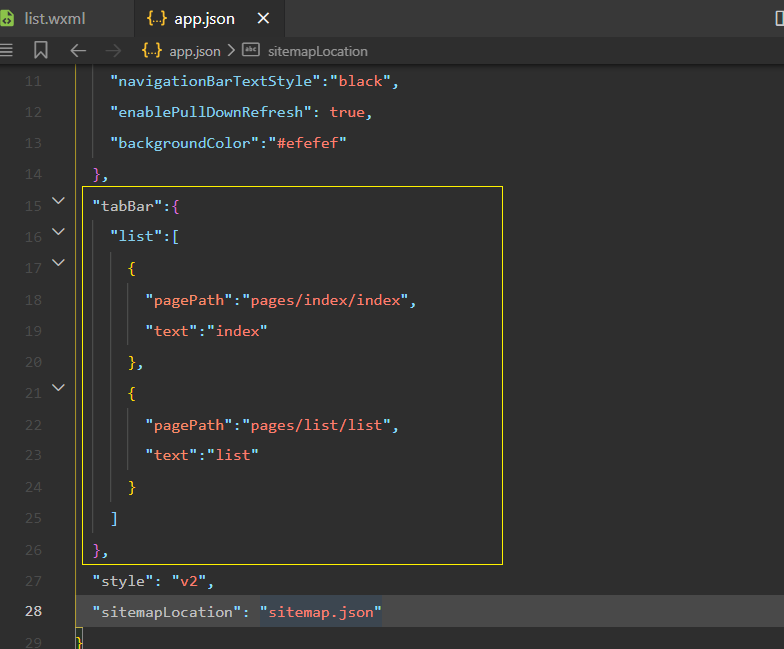 list.wxml {..} app.json ×
{..} app.json > abc sitemapLocation
11 "navigationBarTextStyle":"black",
12 "enablePullDownRefresh": true,
13 "backgroundColor":"#efefef"
14 },
15 "tabBar":{
16 "list":[
17 {
18 "pagePath":"pages/index/index",
19 "text":"index"
20 },
21 {
22 "pagePath":"pages/list/list",
23 "text":"list"
24 }
25 ]
26 },
27 "style": "v2",
28 "sitemapLocation": "sitemap.json"
29 }